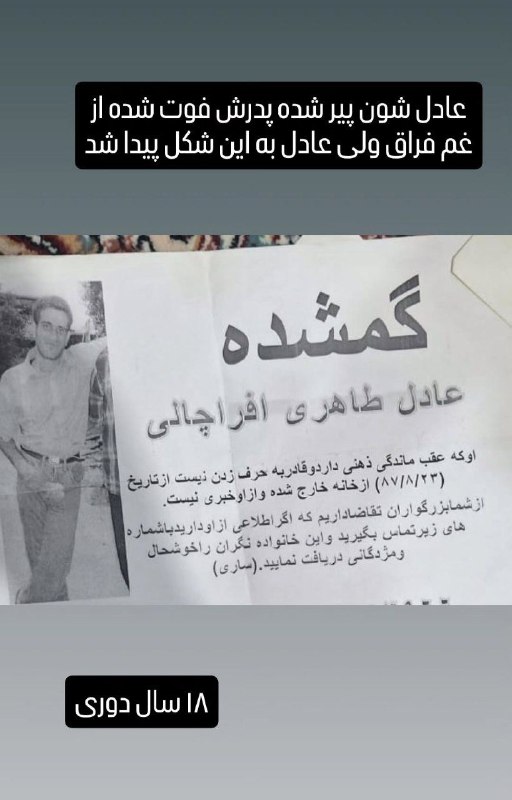 عادل شون پیر شده پدرش فوت شده از
غم فراق ولی عادل به این شکل پیدا شد
گمشده
عادل طاهری افراچالی
اوکه عقب ماندگی ذهنی داردوقادربه حرف زدن نیست ازتاریخ
(۸۷/۸/۲۳) ازخانه خارج شده وازاوخبری نیست.
ازشمابزرگواران تقاضاداریم که اگراطلاعی ازاوداریدباشماره
های زیرتماس بگیرید واین خانواده نگران راخوشحال
ومژدگانی دریافت نمایید.(ساری)
۱۸ سال دوری